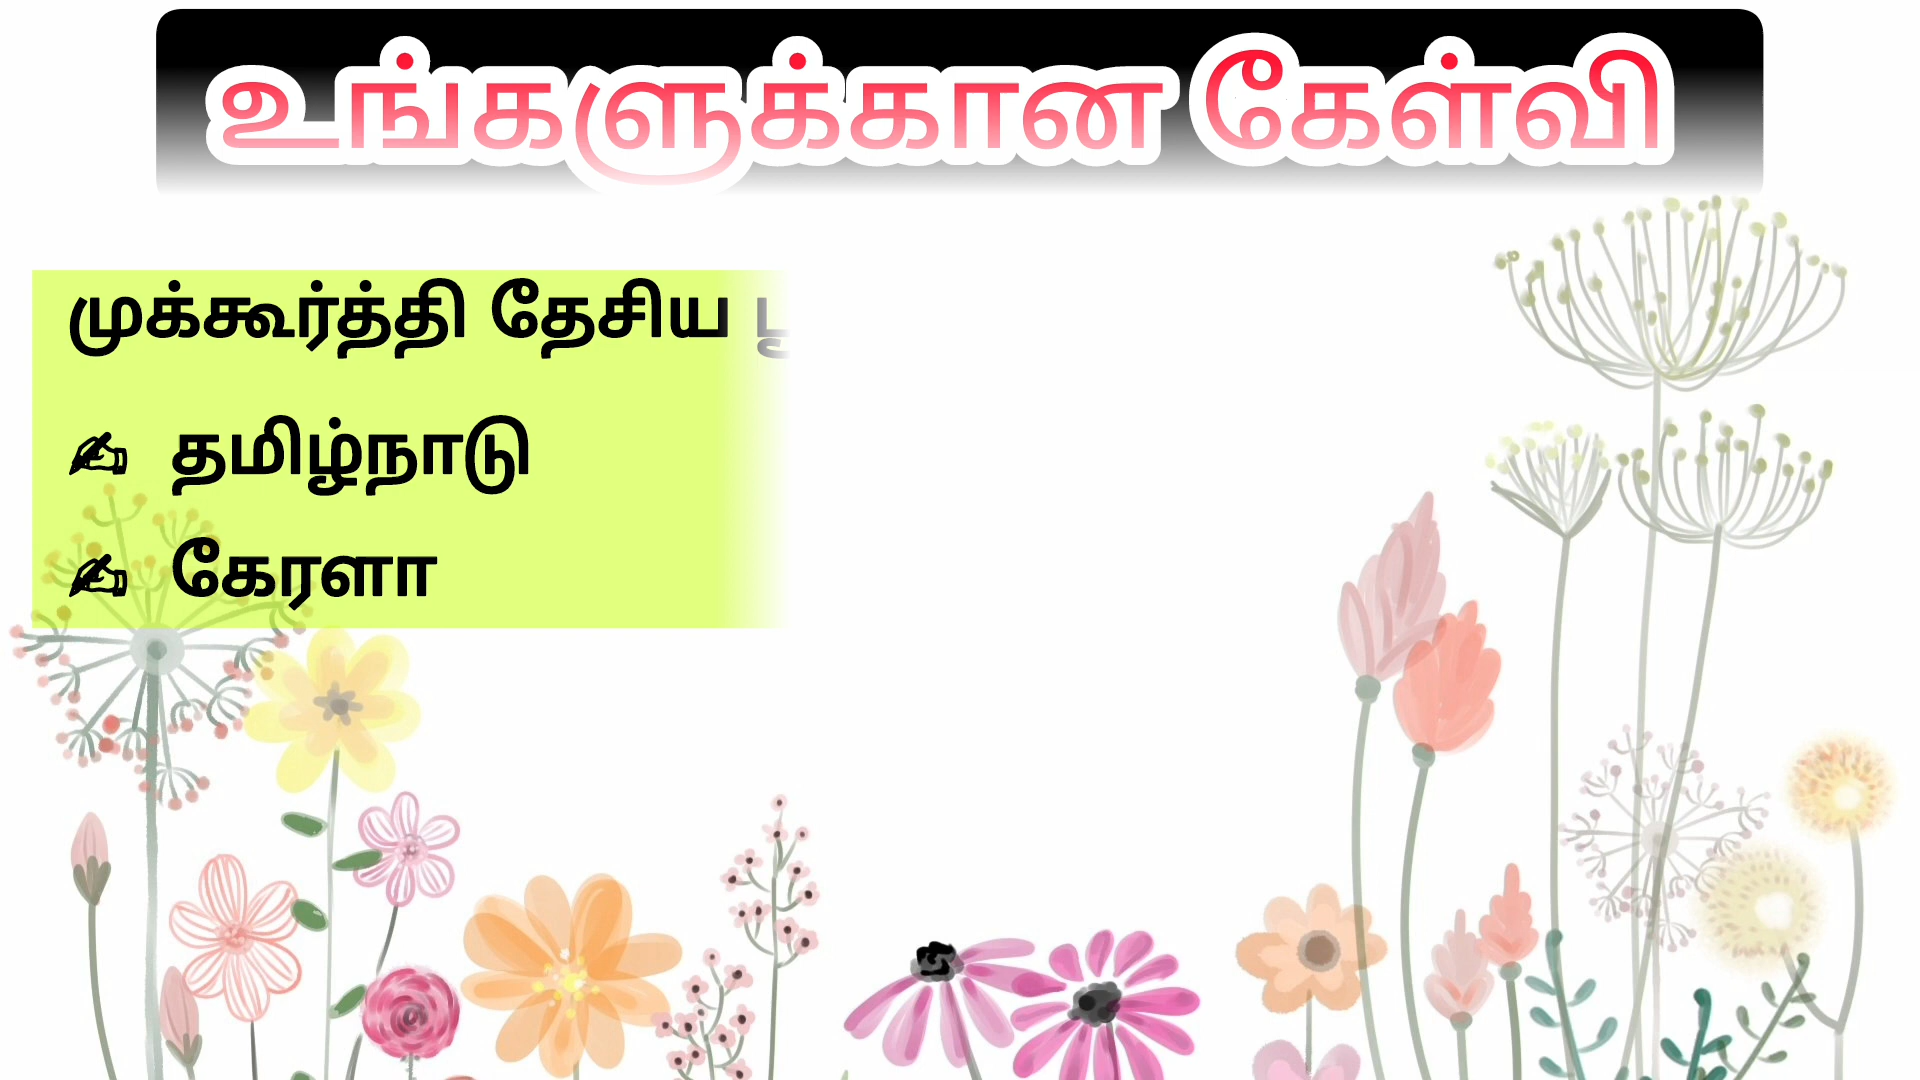 உங்களுக்கான கேள்வி
முக்கூர்த்தி தேசிய
✍ தமிழ்நாடு
✍ கேரளா